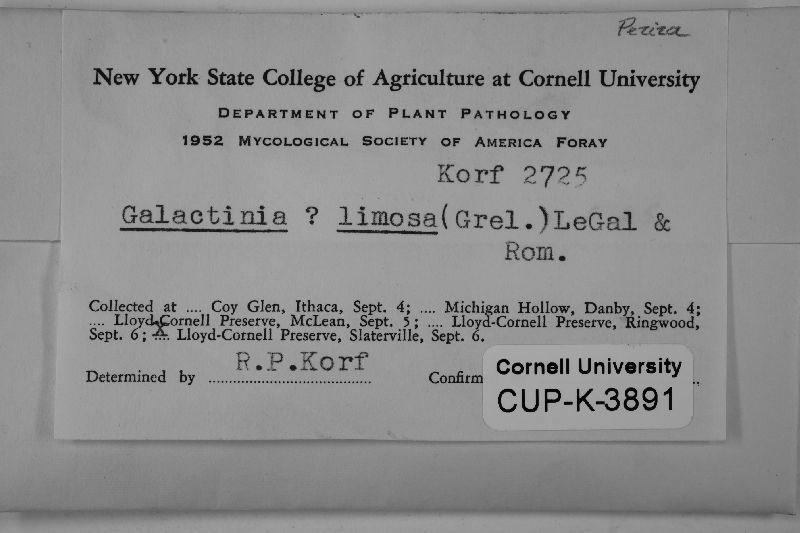 Peziza
New York State College of Agriculture at Cornell University
Department of Plant Pathology
1952 Mycological Society of America Foray
Korf 2725
Galactinia ? limosa(Grel.)LeGal &
Rom.
Collected at .... Coy Glen, Ithaca, Sept. 4; .... Michigan Hollow, Danby, Sept. 4;
.... Lloyd-Cornell Preserve, McLean, Sept. 5; .... Lloyd-Cornell Preserve, Ringwood,
Sept. 6; X Lloyd-Cornell Preserve, Slaterville, Sept. 6.
Determined by R.P.Korf Confirm
Cornell University
CUP-K-3891